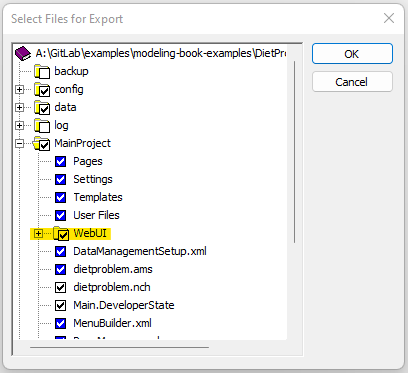 Select Files for Export
A:\GitLab\examples\modeling-book-examples\DietPro
backup
config
data
log
MainProject
Pages
Settings
Templates
User Files
WebUI
DataManagementSetup.xml
dietproblem.ams
dietproblem.nch
Main.DeveloperState
MenuBuilder.xml
OK
Cancel